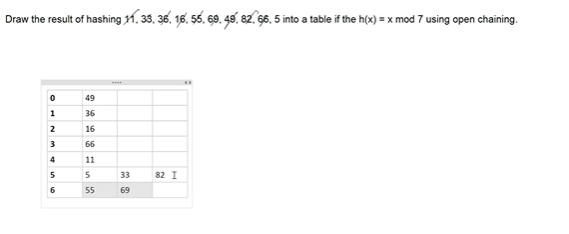 Draw the result of hashing 11, 33, 36, 16, 55, 69, 49, 82, 66, 5 into a table if the h(x) = x mod 7 using open chaining.
0 49
1 36
2 16
3 66
4 11
5 5 33 82
6 55 69